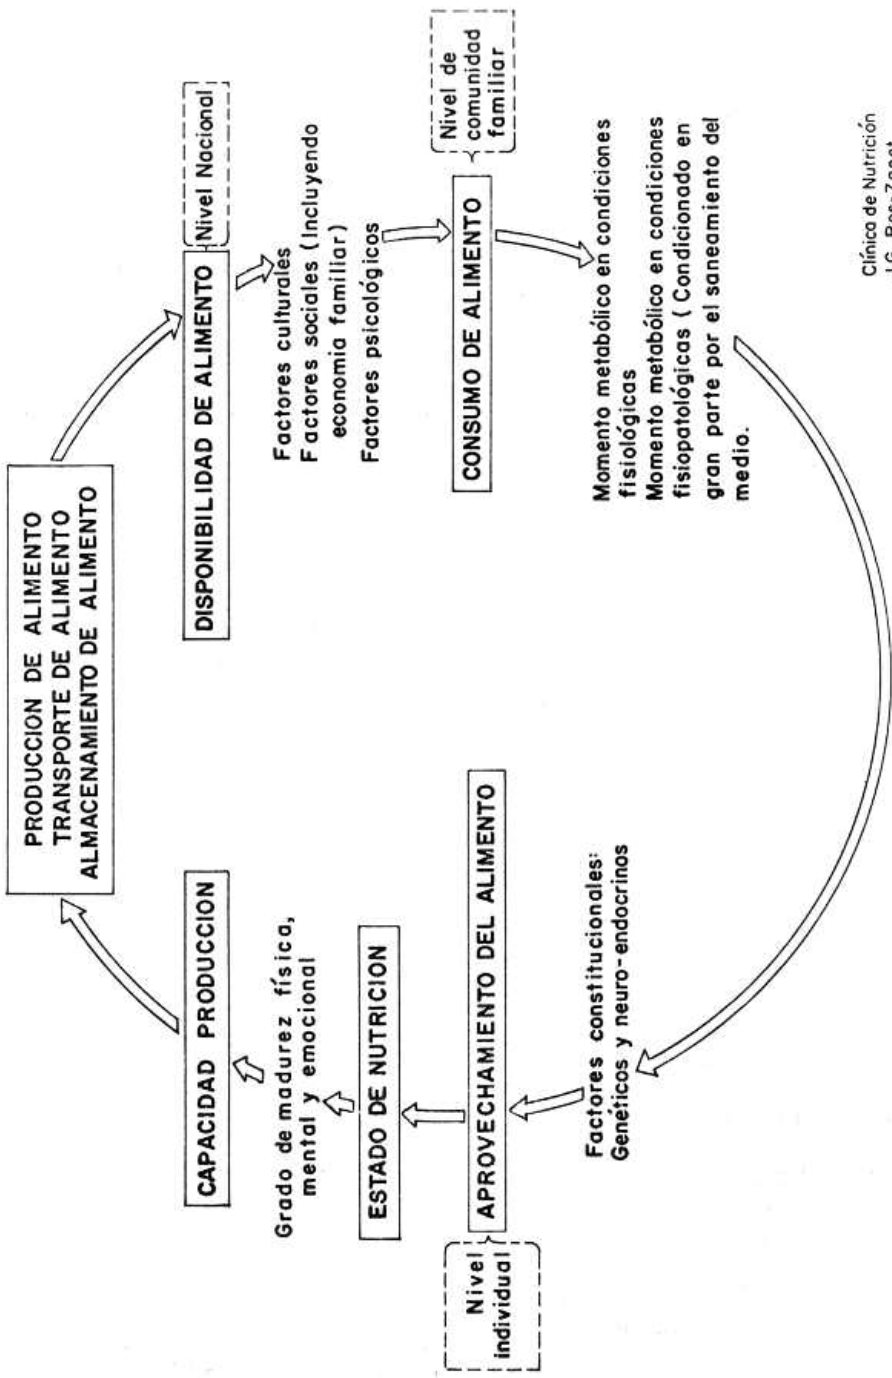 PRODUCCION DE ALIMENTO
TRANSPORTE DE ALIMENTO
ALMACENAMIENTO DE ALIMENTO
DISPONIBILIDAD DE ALIMENTO
Nivel Nacional
Factores culturales
Factores sociales (Incluyendo
economia familiar)
Factores psicológicos
CONSUMO DE ALIMENTO
Nivel de
comunidad
familiar
Momento metabólico en condiciones
fisiológicas
Momento metabólico en condiciones
fisiopatológicas (Condicionado en
gran parte por el saneamiento del
medio.
Factores constitucionales:
Genéticos y neuro-endocrinos
APROVECHAMIENTO DEL ALIMENTO
Nivel
individual
ESTADO DE NUTRICION
Grado de madurez física,
mental y emocional
CAPACIDAD PRODUCCION
Clínica de Nutrición